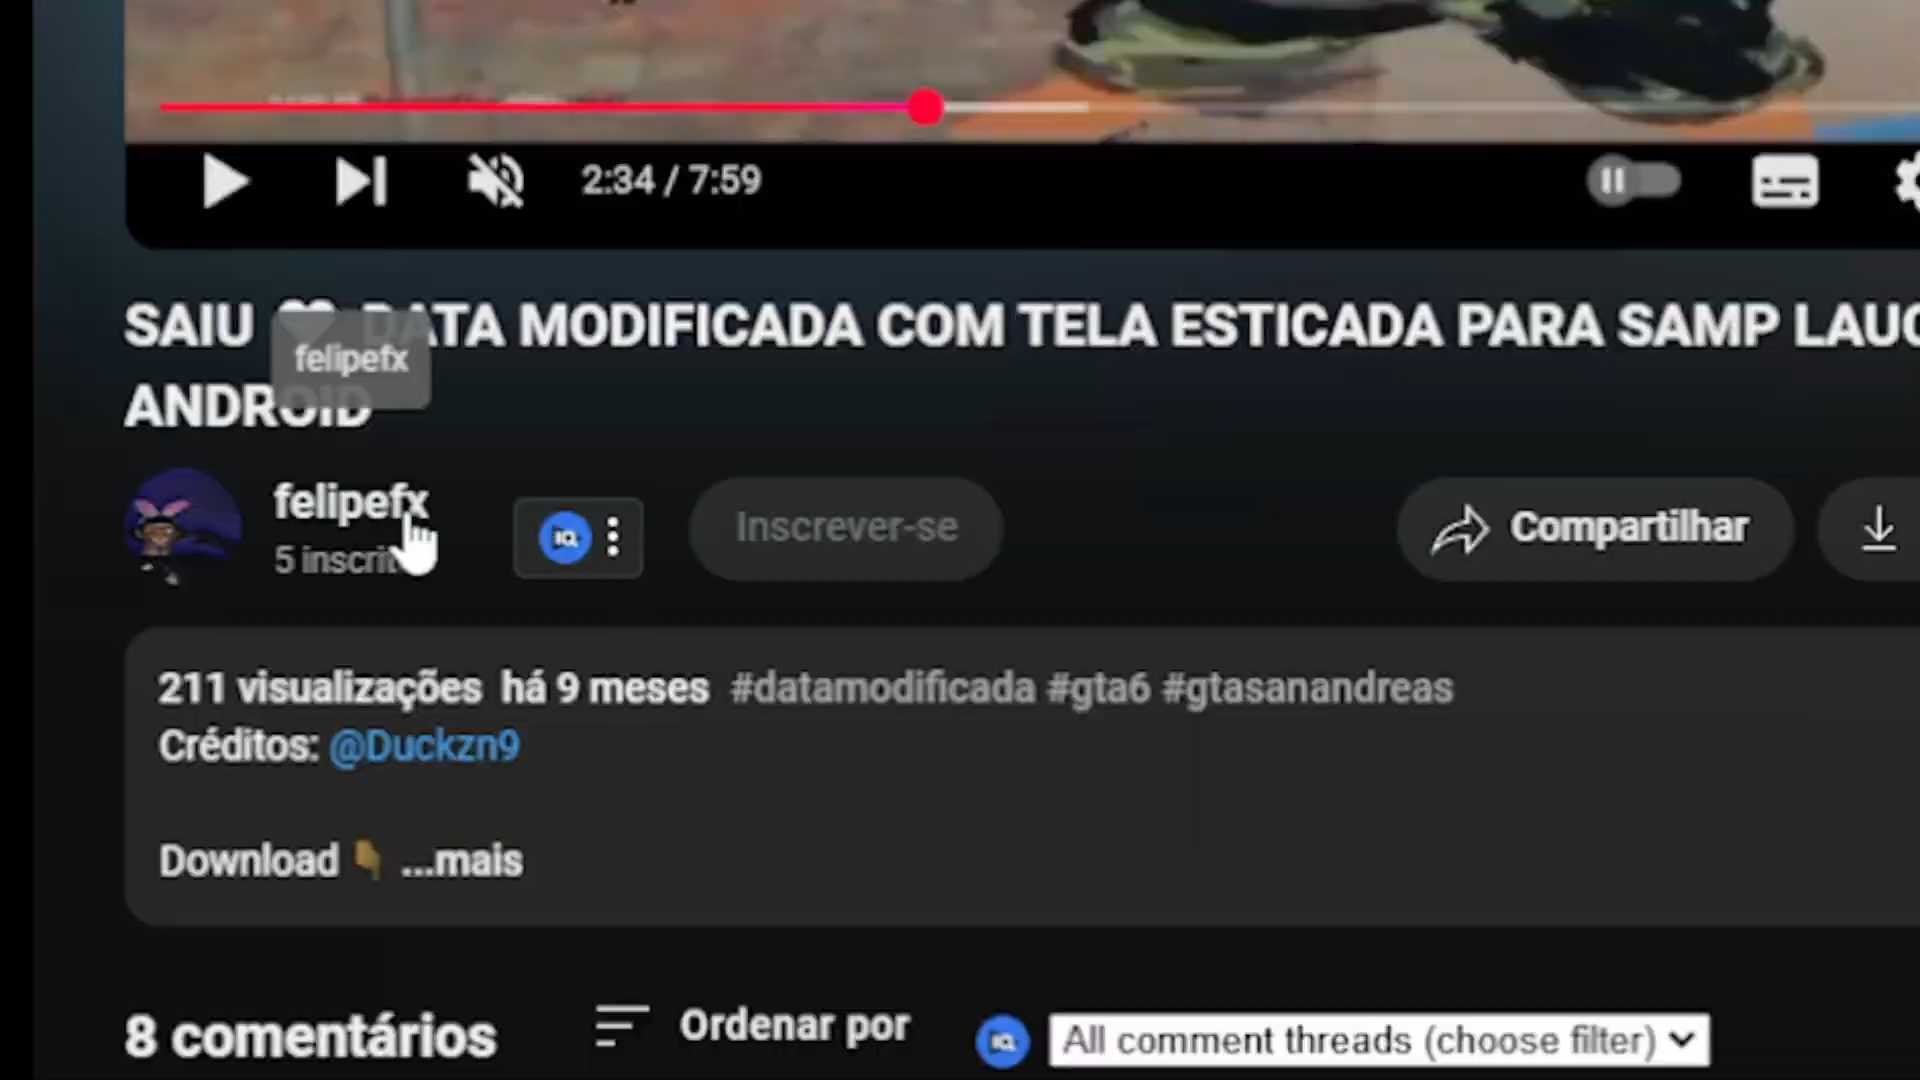 2:34 / 7:59
SAIU DATA MODIFICADA COM TELA ESTICADA PARA SAMP LAUC
ANDROID
felipefx
felipefx
5 inscrit
Inscrever-se
Compartilhar
211 visualizações há 9 meses #datamodificada #gta6 #gtasanandreas
Créditos: @Duckzn9
Download 👇 ...mais
8 comentários
Ordenar por
All comment threads (choose filter)